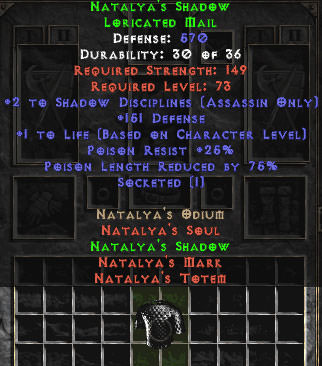 Natalya's Shadow
Loricated Mail
Defense: 570
Durability: 30 of 36
Required Strength: 149
Required Level: 73
+2 to Shadow Disciplines (Assassin Only)
+151 Defense
+1 to Life (Based on Character Level)
Poison Resist +25%
Poison Length Reduced by 75%
Socketed (1)
Natalya's Odium
Natalya's Soul
Natalya's Shadow
Natalya's Mark
Natalya's Totem